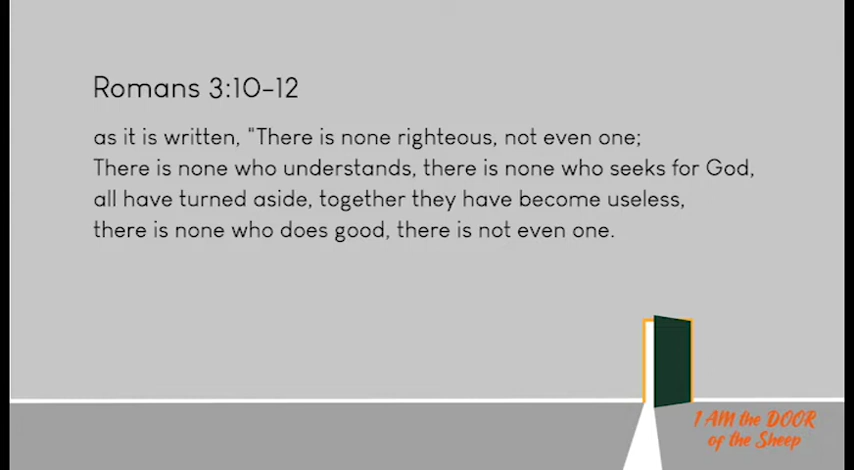 Romans 3:10-12
as it is written, "There is none righteous, not even one;
There is none who understands, there is none who seeks for God,
all have turned aside, together they have become useless,
there is none who does good, there is not even one.
I AM the DOOR
of the Sheep